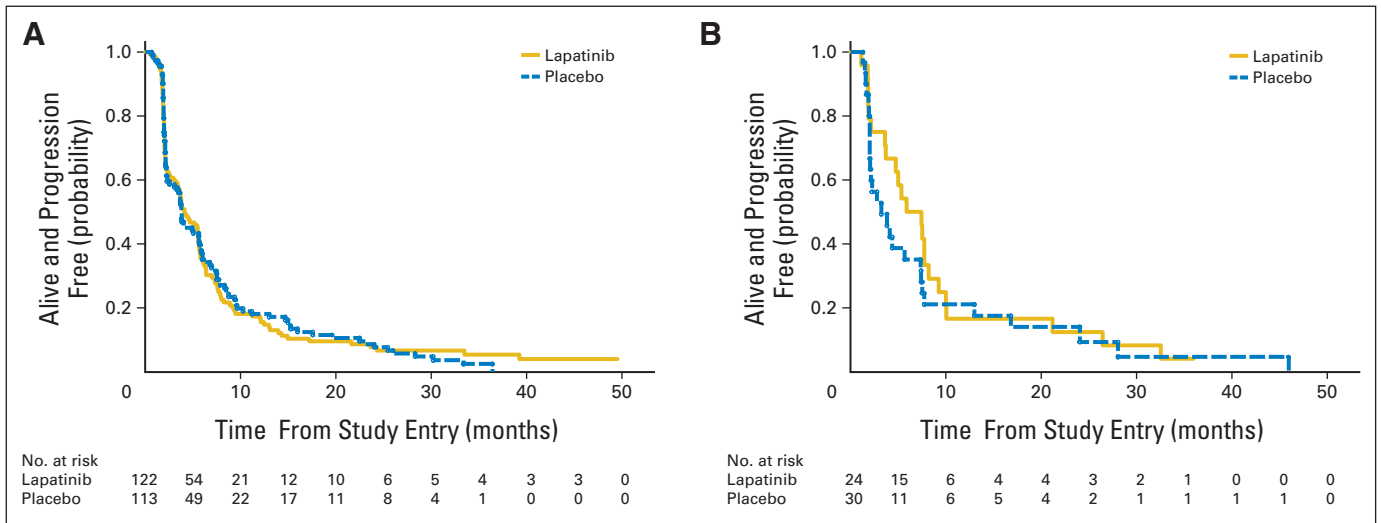 A
Alive and Progression
Free (probability)
1.0
0.8
0.6
0.4
0.2
0 10 20 30 40 50
Time From Study Entry (months)
Lapatinib
Placebo
No. at risk
Lapatinib 122 54 21 12 10 6 5 4 3 3 0
Placebo 113 49 22 17 11 8 4 1 0 0 0
B
Alive and Progression
Free (probability)
1.0
0.8
0.6
0.4
0.2
0 10 20 30 40 50
Time From Study Entry (months)
Lapatinib
Placebo
No. at risk
Lapatinib 24 15 6 4 4 3 2 1 0 0 0
Placebo 30 11 6 5 4 2 1 1 1 1 0